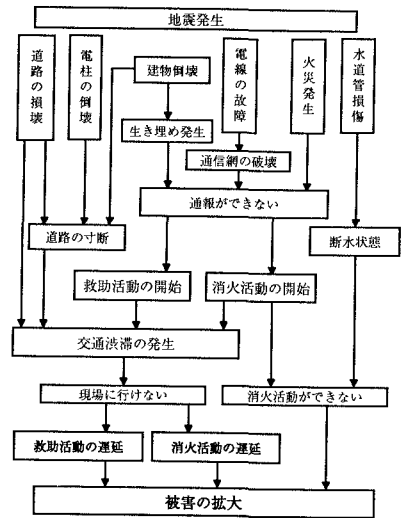 地震発生
道路の損壊
電柱の倒壊
建物倒壊
電線の故障
火災発生
水道管損傷
生き埋め発生
通信網の破壊
通報ができない
道路の寸断
断水状態
救助活動の開始
消火活動の開始
交通渋滞の発生
現場に行けない
消火活動ができない
救助活動の遅延
消火活動の遅延
被害の拡大